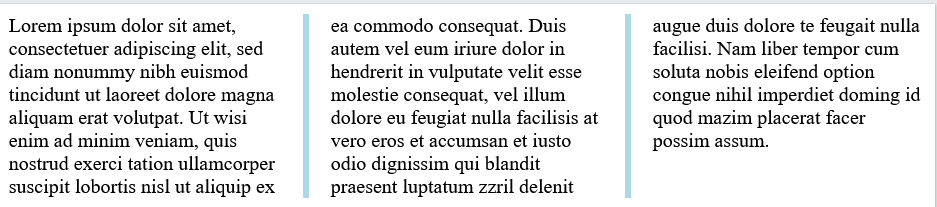 Lorem ipsum dolor sit amet,
consectetuer adipiscing elit, sed
diam nonummy nibh euismod
tincidunt ut laoreet dolore magna
aliquam erat volutpat. Ut wisi
enim ad minim veniam, quis
nostrud exerci tation ullamcorper
suscipit lobortis nisl ut aliquip ex
ea commodo consequat. Duis
autem vel eum iriure dolor in
hendrerit in vulputate velit esse
molestie consequat, vel illum
dolore eu feugiat nulla facilisis at
vero eros et accumsan et iusto
odio dignissim qui blandit
praesent luptatum zzril delenit
augue duis dolore te feugait nulla
facilisi. Nam liber tempor cum
soluta nobis eleifend option
congue nihil imperdiet doming id
quod mazim placerat facer
possim assum.